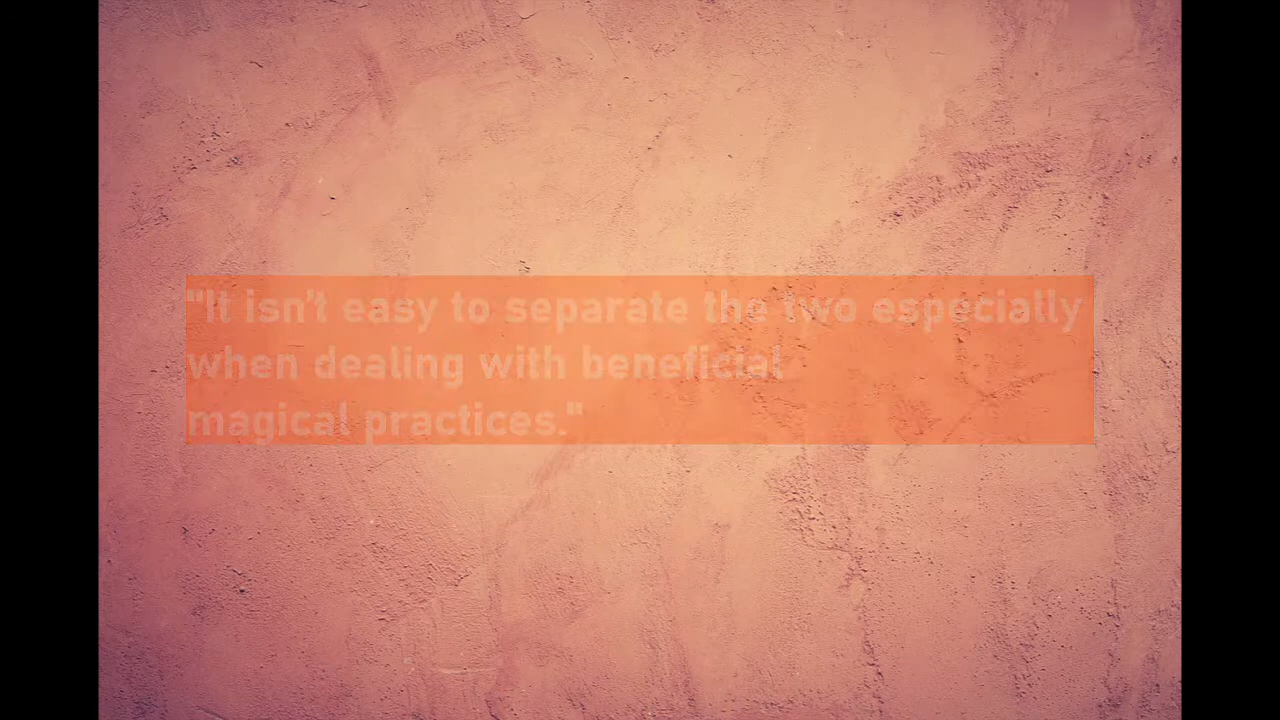 "It isn't easy to separate the two especially
when dealing with beneficial
magical practices."